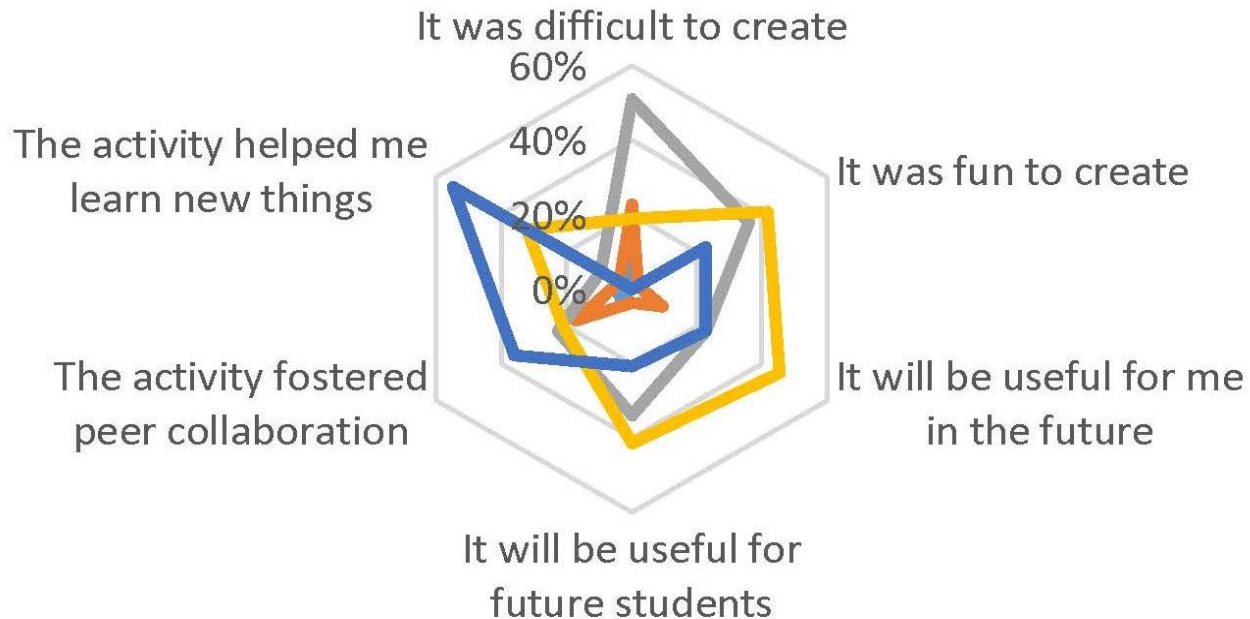 It was difficult to create
60%
40%
20%
0%
The activity helped me
learn new things
It was fun to create
The activity fostered
peer collaboration
It will be useful for me
in the future
It will be useful for
future students